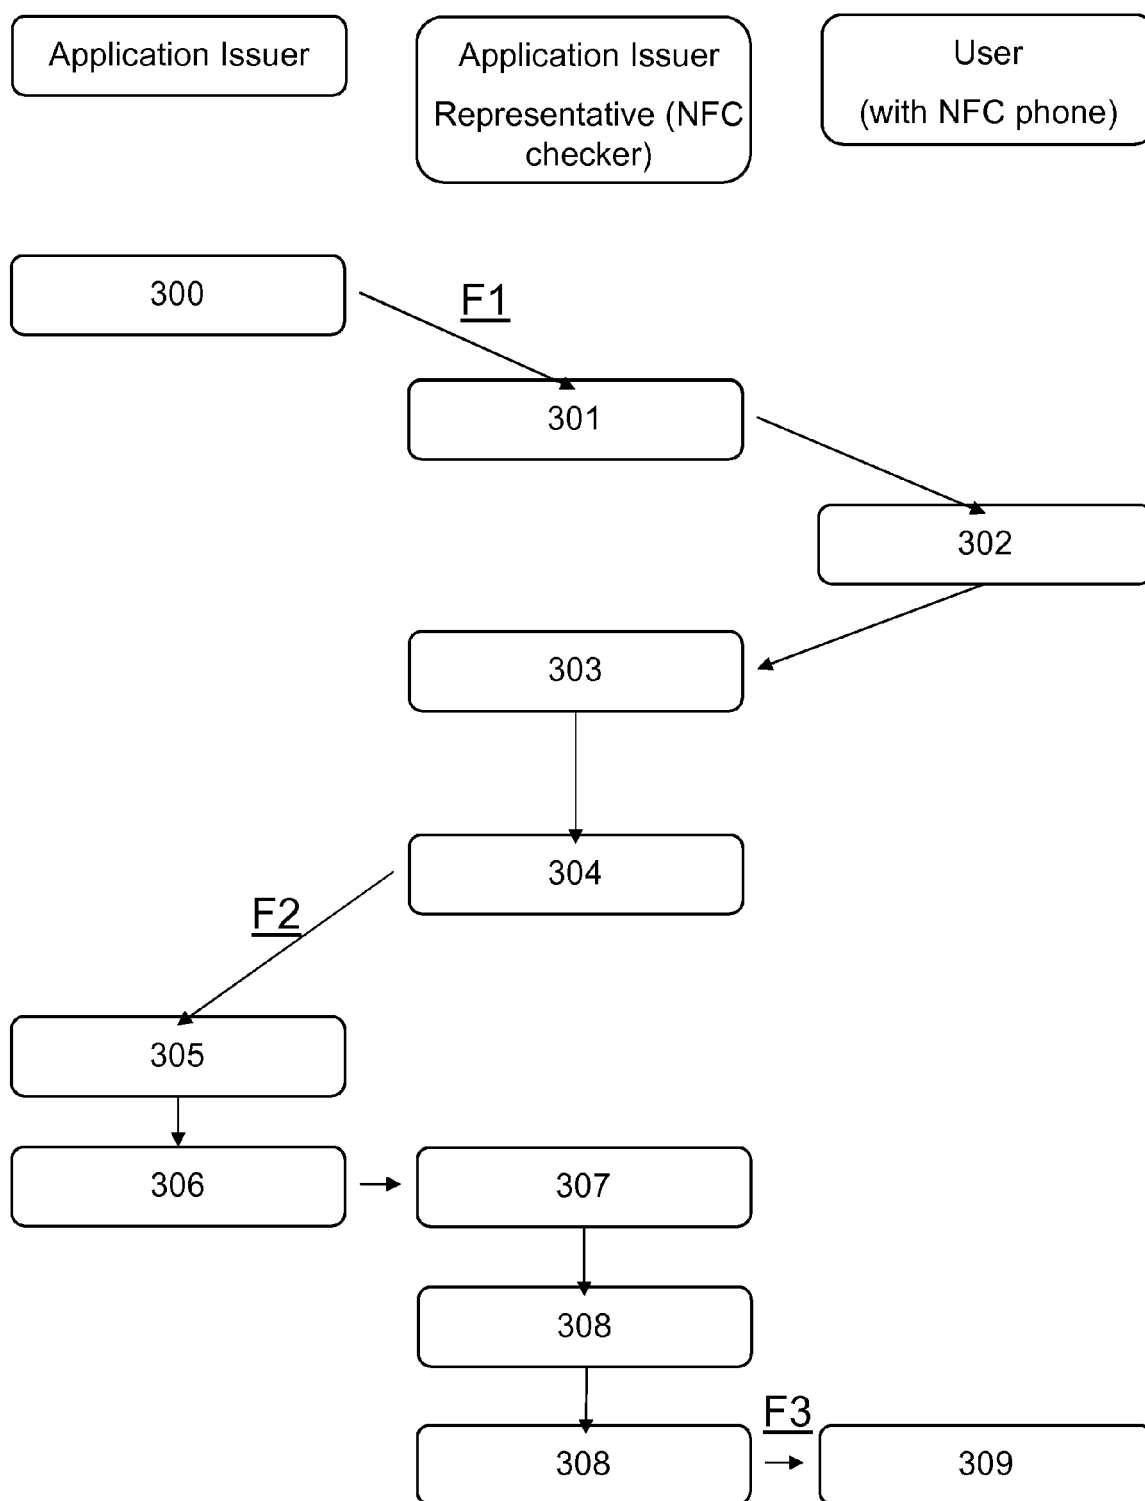 Application Issuer
Application Issuer
Representative (NFC
checker)
User
(with NFC phone)
300
F1
301
302
303
304
F2
305
306
307
308
F3
308
309